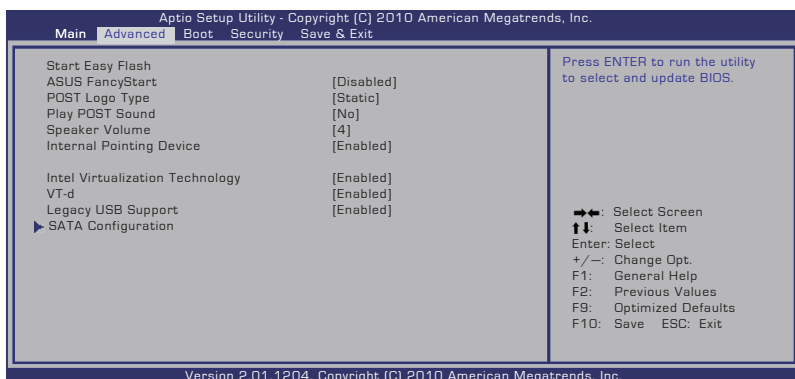 Aptio Setup Utility - Copyright (C) 2010 American Megatrends, Inc.
Main Advanced Boot Security Save & Exit
Start Easy Flash
ASUS FancyStart [Disabled]
POST Logo Type [Static]
Play POST Sound [No]
Speaker Volume [4]
Internal Pointing Device [Enabled]
Intel Virtualization Technology [Enabled]
VT-d [Enabled]
Legacy USB Support [Enabled]
SATA Configuration
Press ENTER to run the utility
to select and update BIOS.
→←: Select Screen
↑↓: Select Item
Enter: Select
+/—: Change Opt.
F1: General Help
F2: Previous Values
F9: Optimized Defaults
F10: Save ESC: Exit
Version 2.01.1204. Copyright (C) 2010 American Megatrends, Inc.